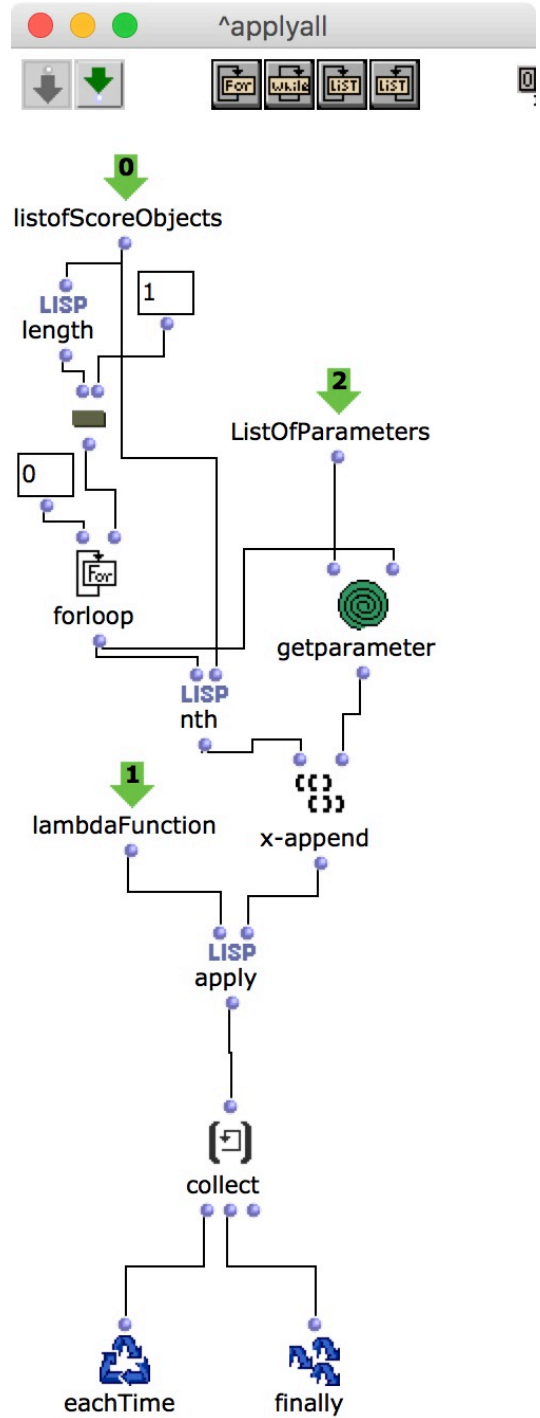 ^applyall
For
While
LiST
LiST
0
listofScoreObjects
1
LISP
length
2
ListOfParameters
0
For
forloop
getparameter
LISP
nth
1
lambdaFunction
x-append
LISP
apply
collect
eachTime
finally